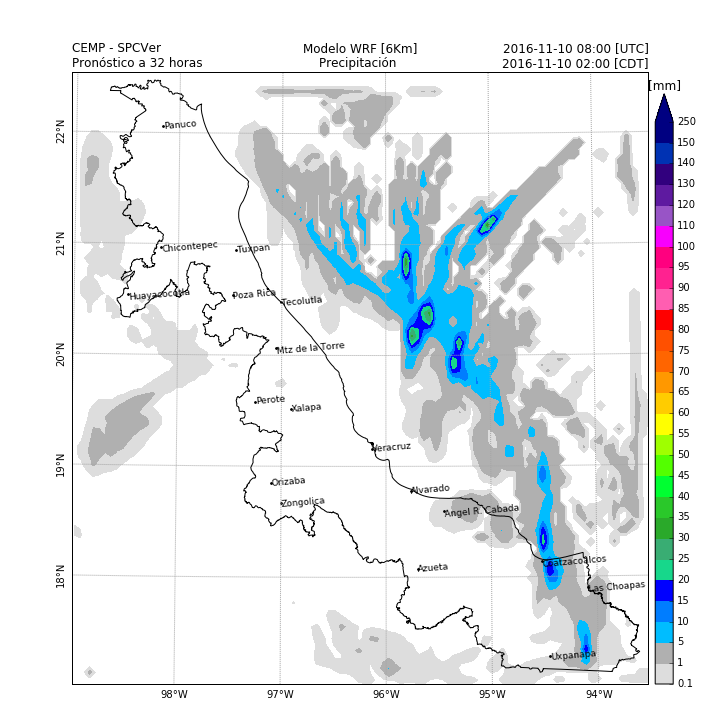 CEMP - SPCVer
Modelo WRF [6Km]
2016-11-10 08:00 [UTC]
Pronóstico a 32 horas
Precipitación
2016-11-10 02:00 [CDT]
[mm]
250
150
140
130
120
110
100
95
90
85
80
75
70
65
60
55
50
45
40
35
30
25
20
15
10
5
1
0.1
22°N
21°N
20°N
19°N
18°N
98°W
97°W
96°W
95°W
94°W
Panuco
Chicontepec
Tuxpan
Huayacocotla
Poza Rica
Tecolutla
Mtz de la Torre
Perote
Xalapa
Veracruz
Orizaba
Alvarado
Zongolica
Angel R. Cabada
Coatzacoalcos
Azueta
Las Choapas
Uxpanapa